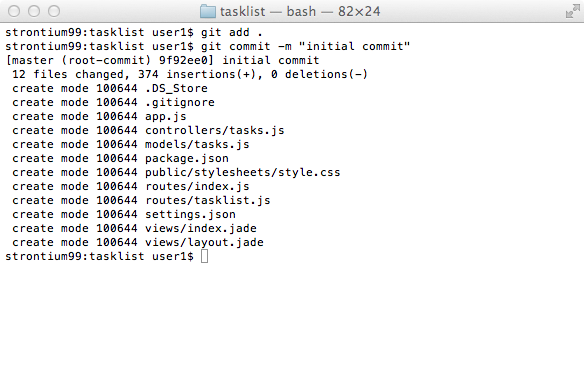 tasklist — bash — 82×24
strontium99:tasklist user1$ git add .
strontium99:tasklist user1$ git commit -m "initial commit"
[master (root-commit) 9f92ee0] initial commit
 12 files changed, 374 insertions(+), 0 deletions(-)
 create mode 100644 .DS_Store
 create mode 100644 .gitignore
 create mode 100644 app.js
 create mode 100644 controllers/tasks.js
 create mode 100644 models/tasks.js
 create mode 100644 package.json
 create mode 100644 public/stylesheets/style.css
 create mode 100644 routes/index.js
 create mode 100644 routes/tasklist.js
 create mode 100644 settings.json
 create mode 100644 views/index.jade
 create mode 100644 views/layout.jade
strontium99:tasklist user1$